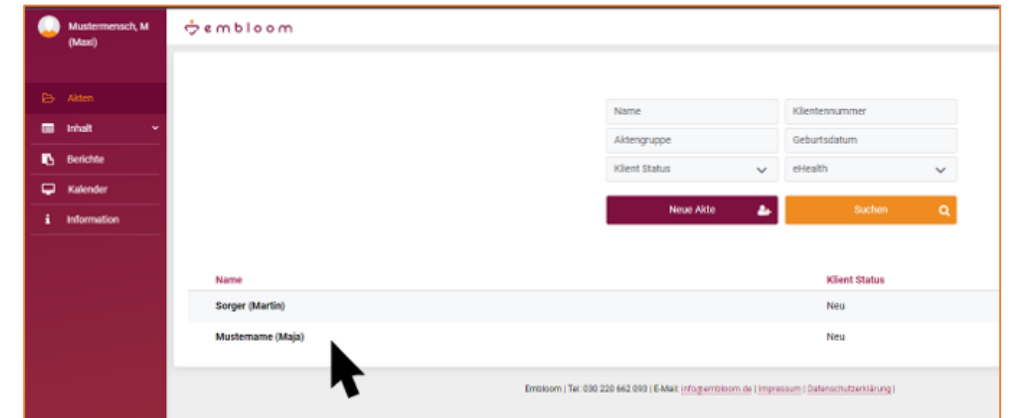 Mustermensch, M
(Maxi)
embloom
Akten
Inhalt
Berichte
Kalender
Information
Name
Klientennummer
Aktengruppe
Geburtsdatum
Klient Status
eHealth
Neue Akte
Suchen
Name
Klient Status
Sorger (Martin)
Neu
Mustername (Maja)
Neu
Embloom | Tel: 030 220 662 093 | E-Mail: info@embloom.de | Impressum | Datenschutzerklärung |